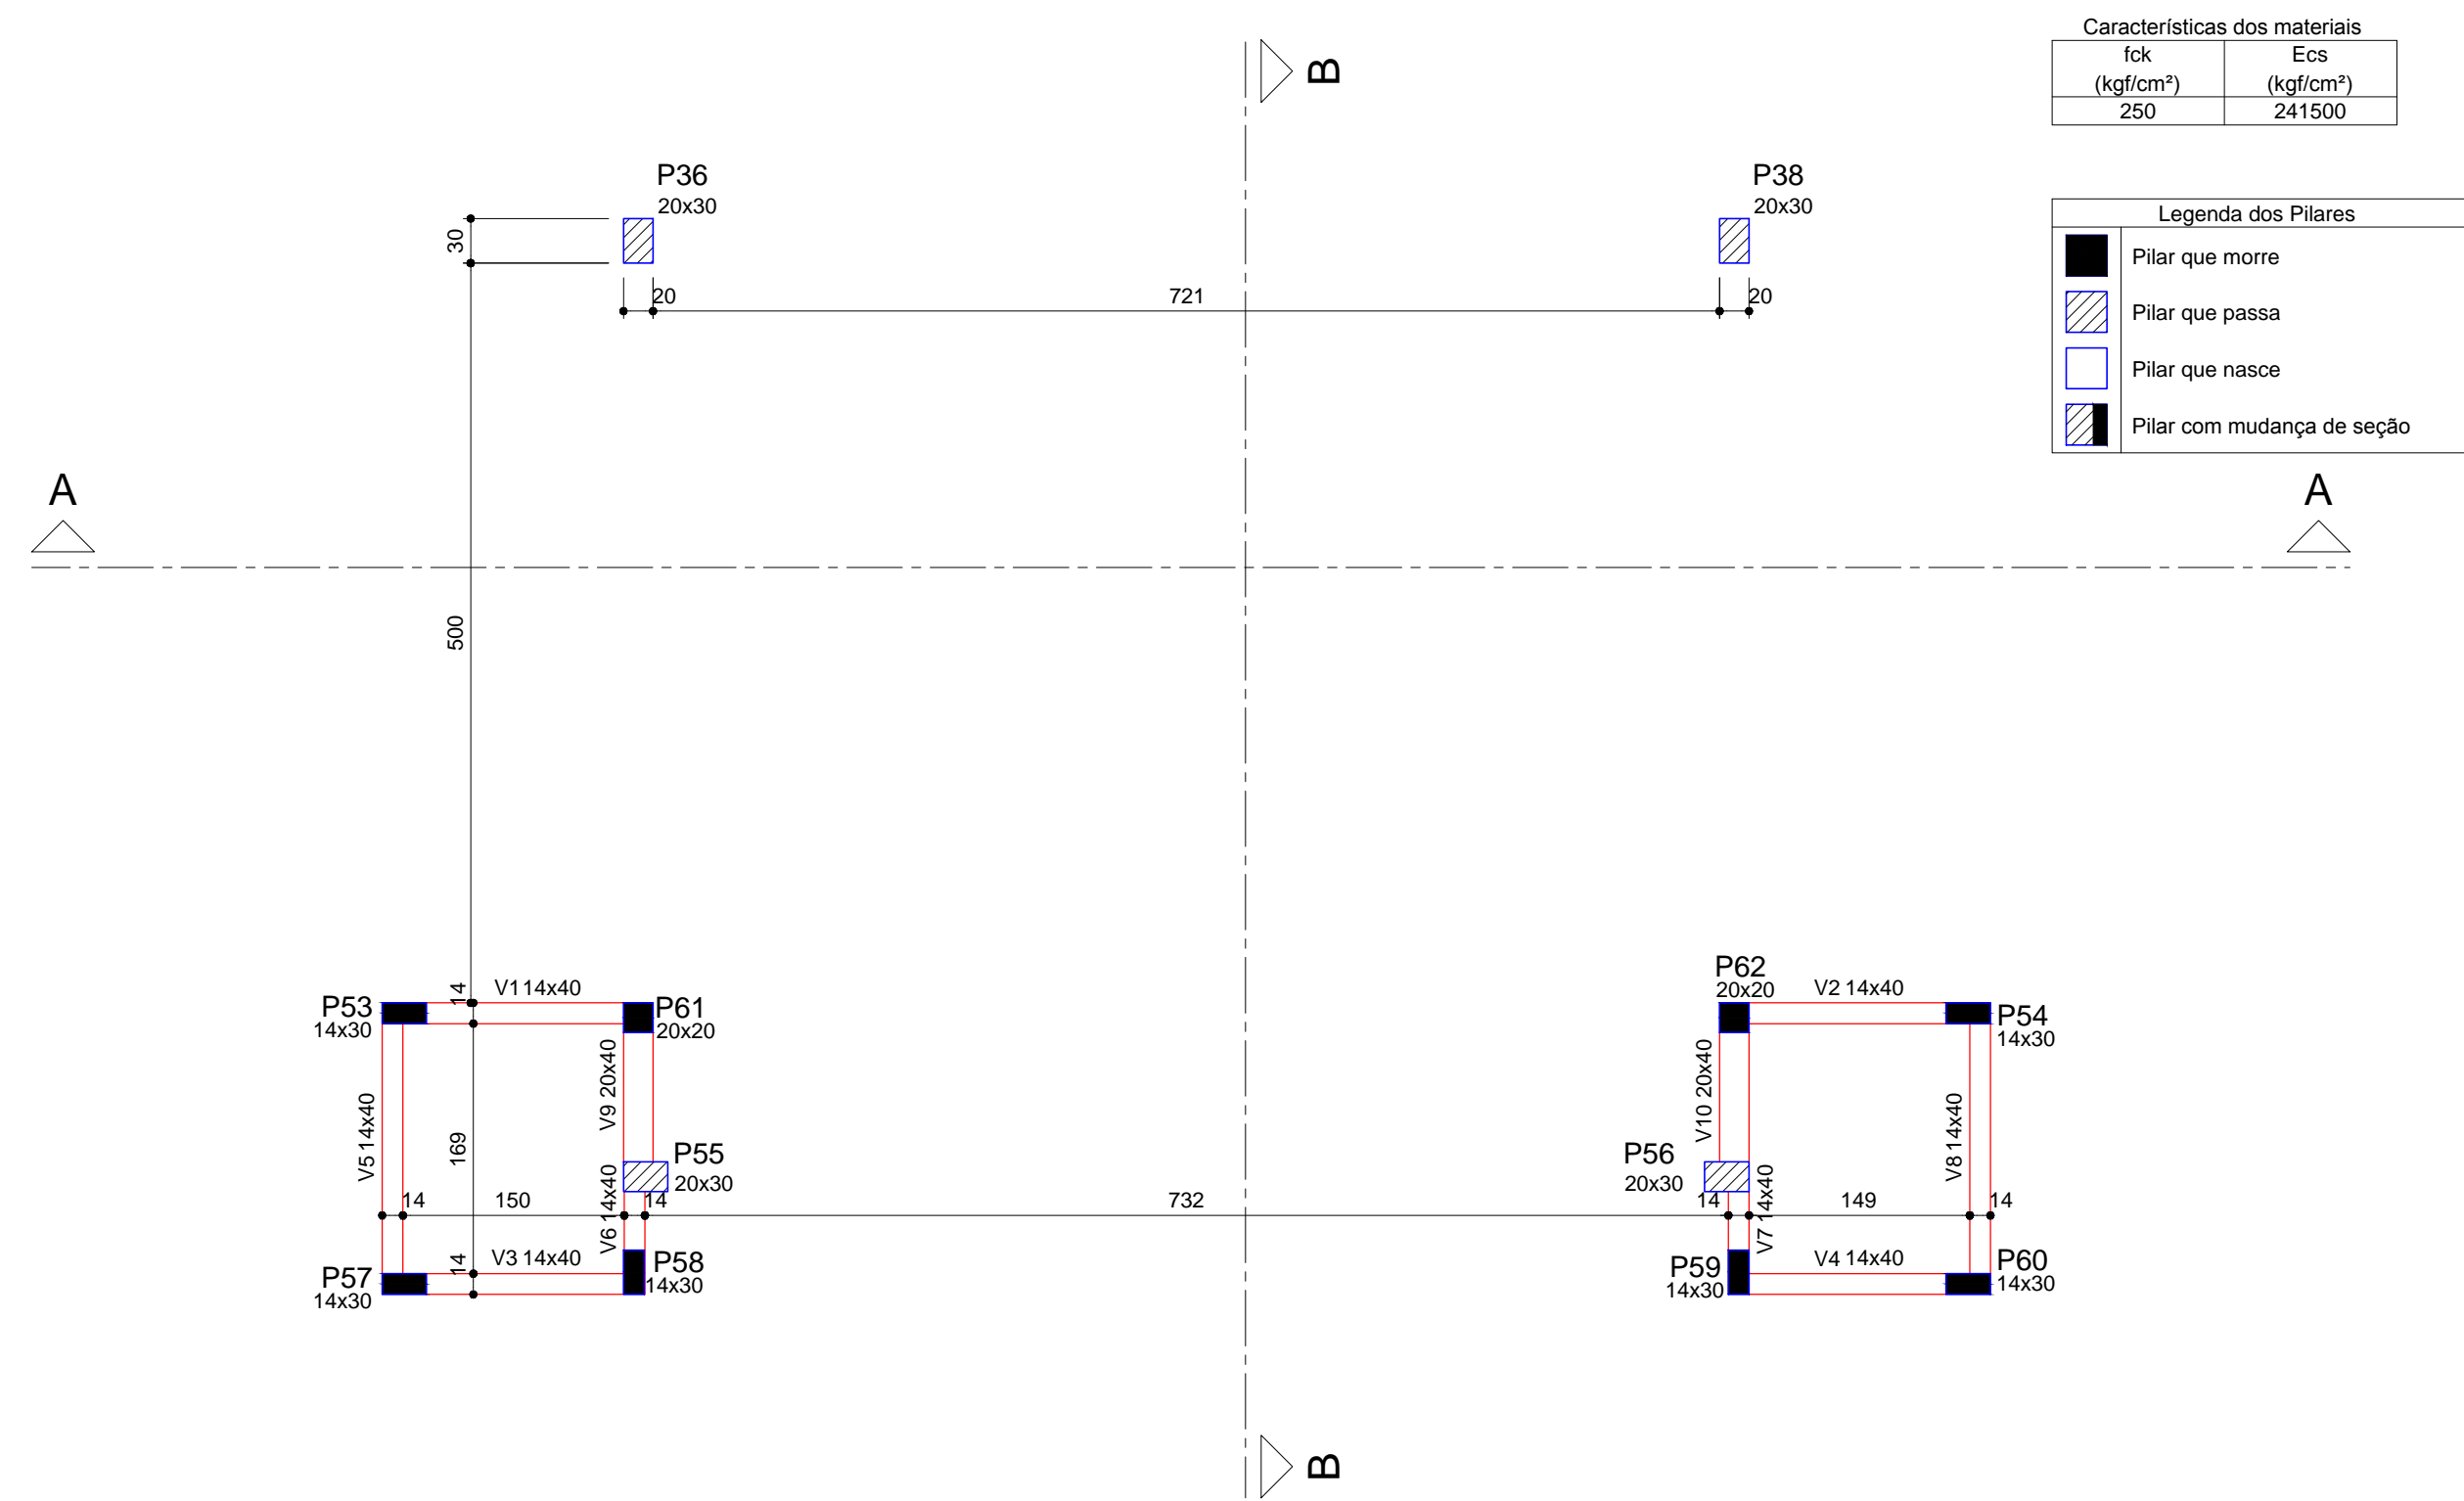 Características dos materiais
fck Ecs
(kgf/cm²) (kgf/cm²)
250 241500
B
P36 P38
20x30 20x30
Legenda dos Pilares
Pilar que morre
Pilar que passa
Pilar que nasce
Pilar com mudança de seção
30
20 721 20
A A
500
P62
20x20
14 V1 14x40 V2 14x40
P53 P61 P54
14x30 20x20 14x30
V9 20x40 V10 20x40
V5 14x40 169 V8 14x40
P55 P56
20x30 20x30
V6 14x40 V7 14x40
14 150 14 732 14 149 14
14 V3 14x40 V4 14x40
P57 P58 P59 P60
14x30 14x30 14x30 14x30
B